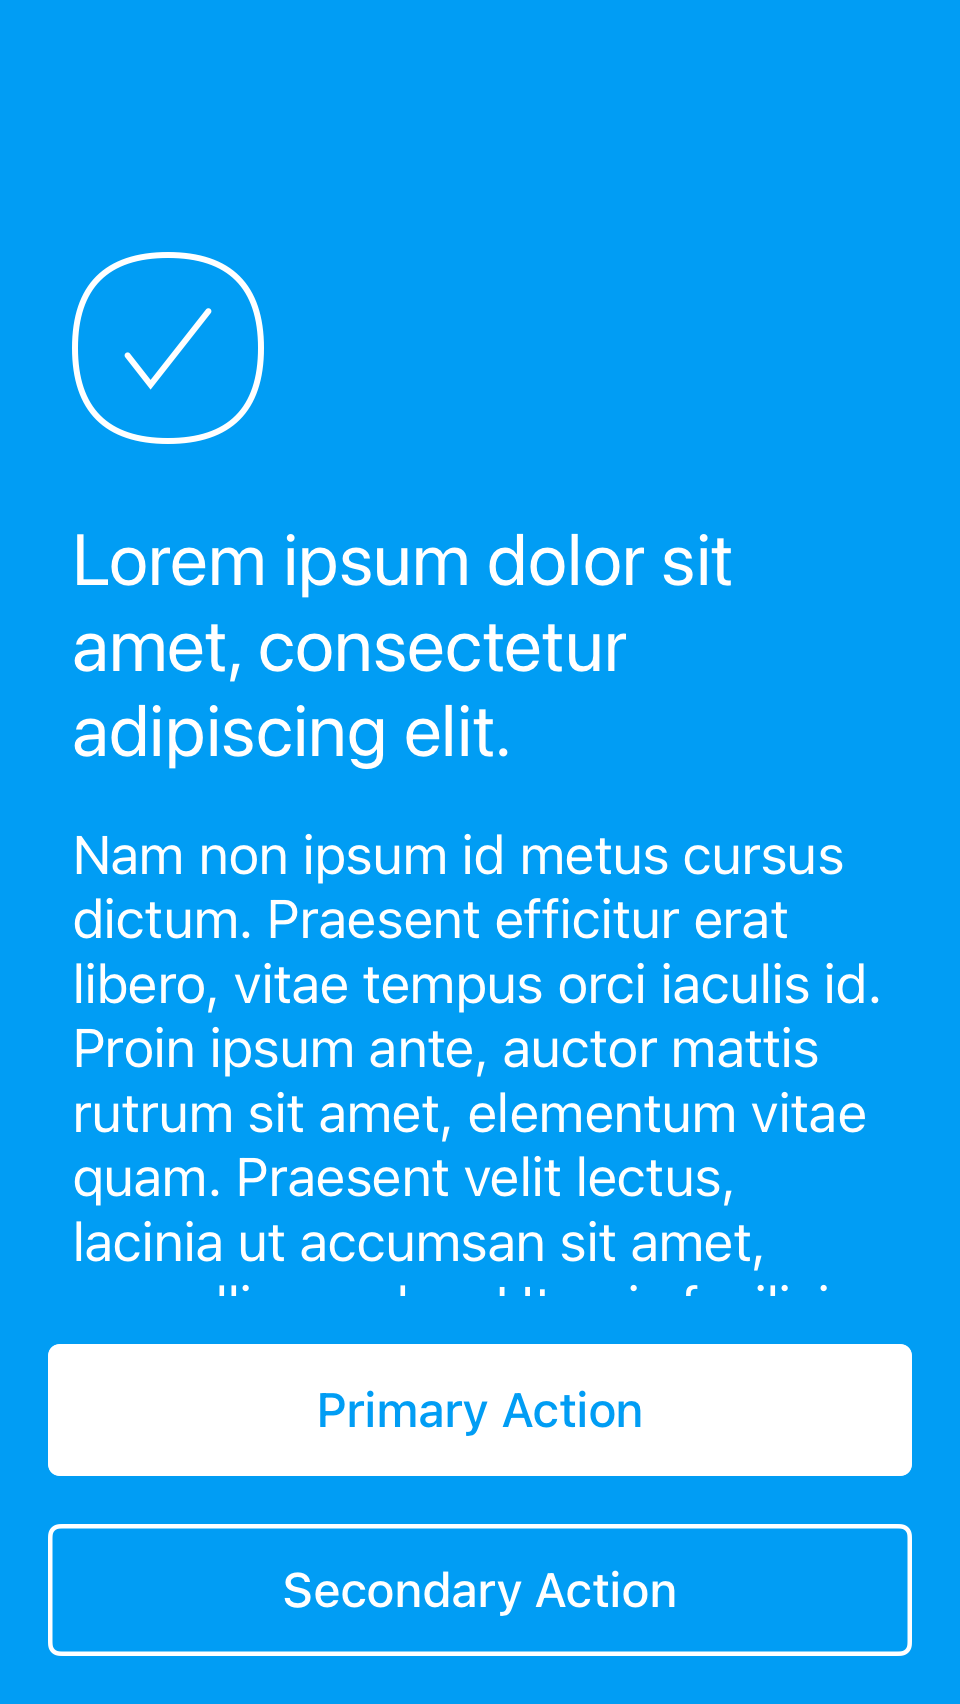 Lorem ipsum dolor sit
amet, consectetur
adipiscing elit.
Nam non ipsum id metus cursus
dictum. Praesent efficitur erat
libero, vitae tempus orci iaculis id.
Proin ipsum ante, auctor mattis
rutrum sit amet, elementum vitae
quam. Praesent velit lectus,
lacinia ut accumsan sit amet,
Primary Action
Secondary Action